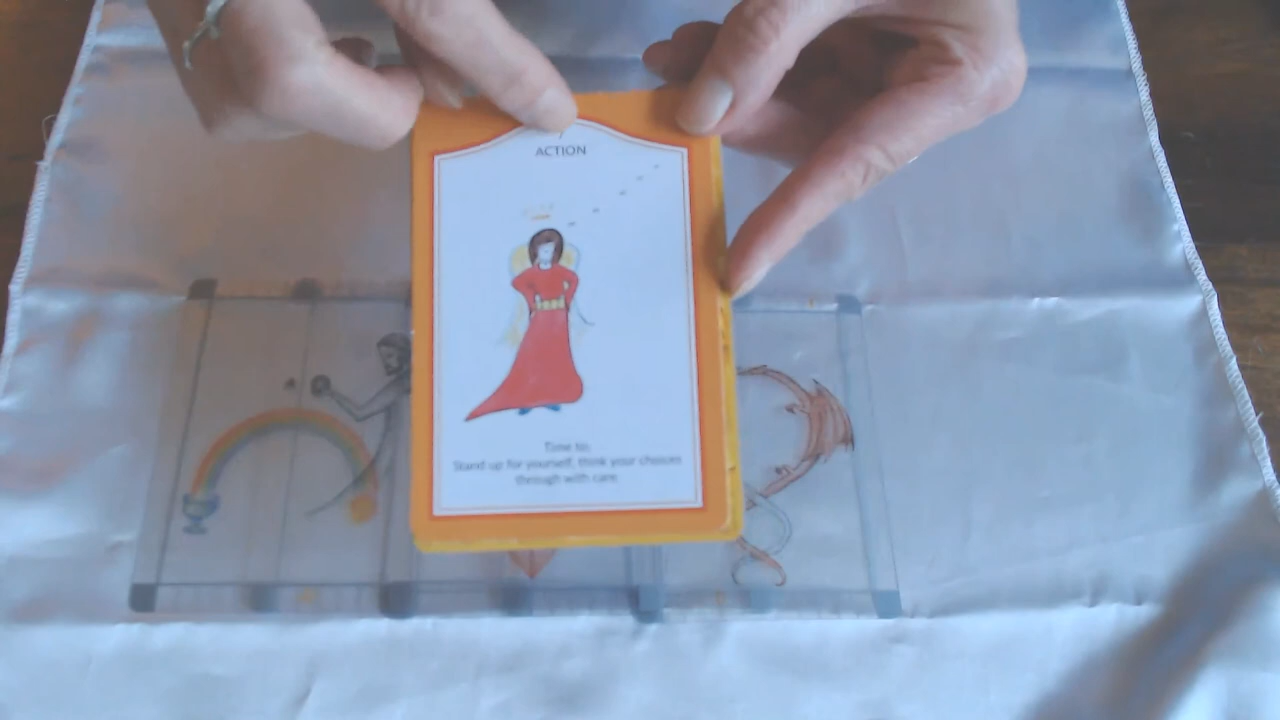 ACTION
Time to:
Stand up for yourself, think your choices
through with care